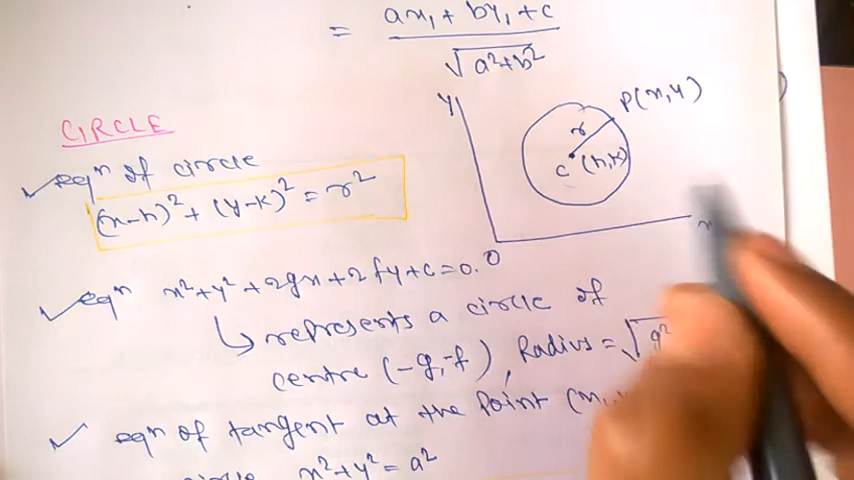 = ax₁ + by₁ + c
√a²+b²
CIRCLE
✓ eqⁿ of circle
(x-h)² + (y-k)² = r²
y
P(x,y)
r
C (h,k)
x
0
✓ eqⁿ x²+y²+2gx+2fy+c=0.
↳ represents a circle of
centre (-g,-f), Radius = √g²
✓ eqⁿ of tangent at the point (x₁,
x²+y² = a²